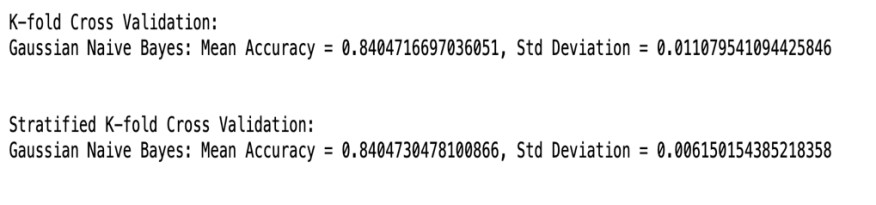 K-fold Cross Validation:
Gaussian Naive Bayes: Mean Accuracy = 0.8404716697036051, Std Deviation = 0.011079541094425846
Stratified K-fold Cross Validation:
Gaussian Naive Bayes: Mean Accuracy = 0.8404730478100866, Std Deviation = 0.006150154385218358